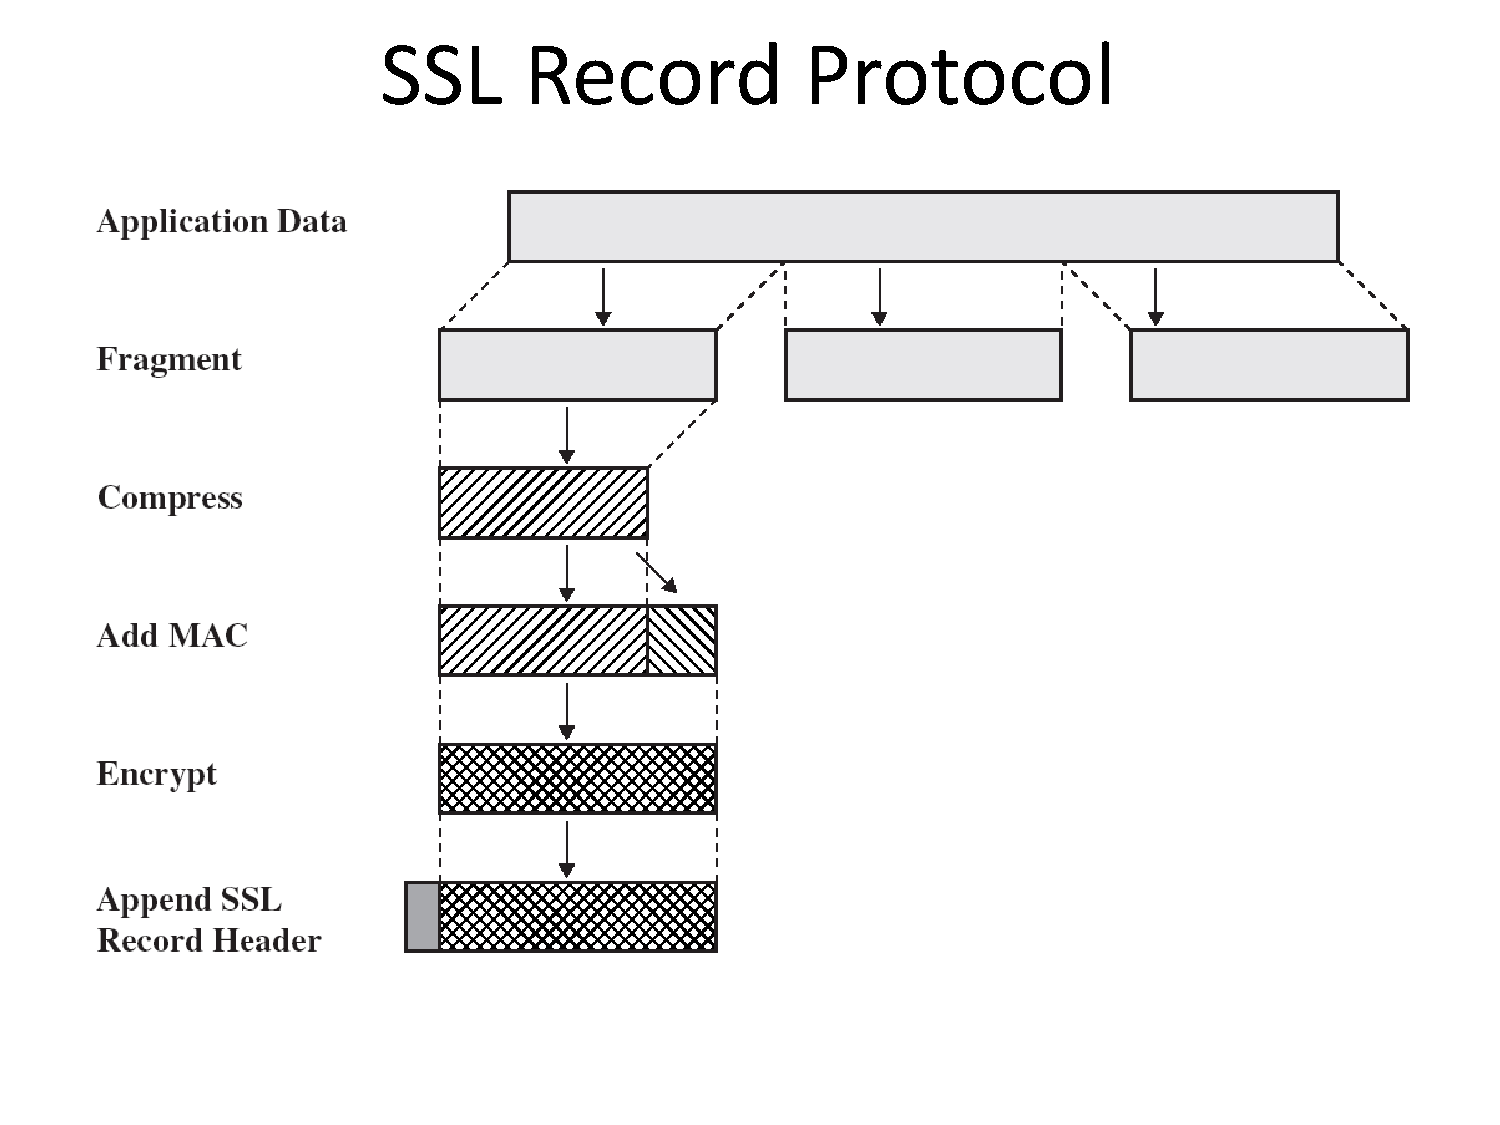 SSL Record Protocol
Application Data
Fragment
Compress
Add MAC
Encrypt
Append SSL
Record Header